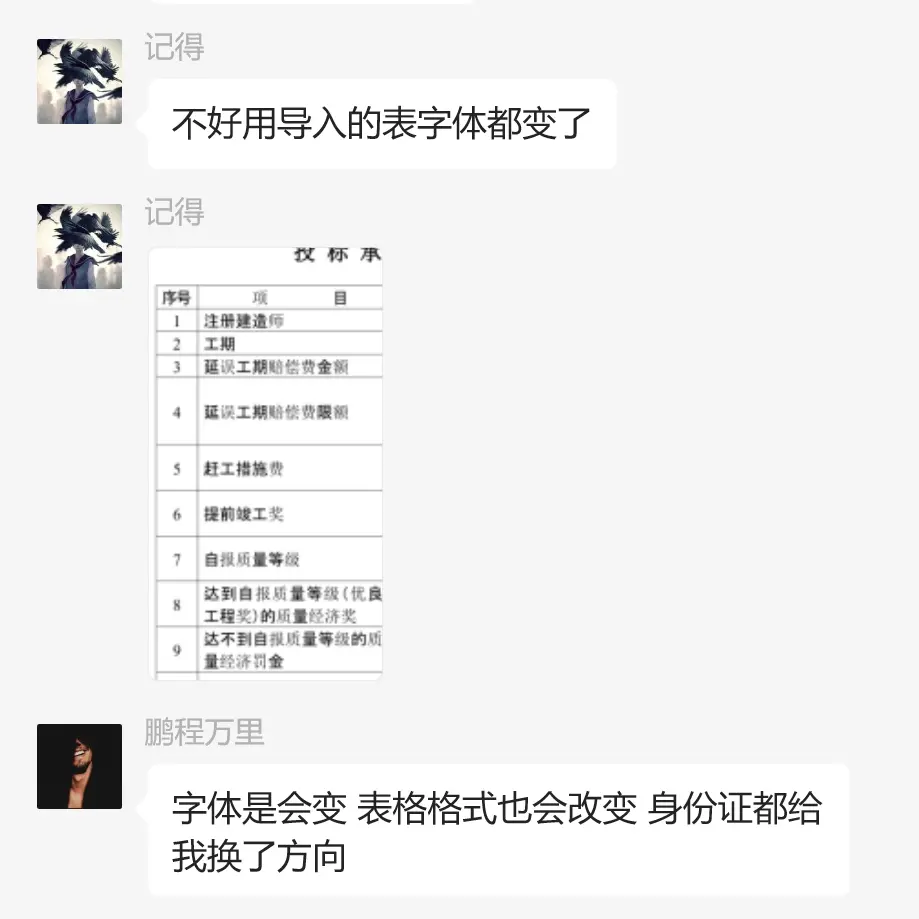 记得
不好用导入的表字体都变了
记得
投标承
序号 项 目
1 注册建造师
2 工期
3 延误工期赔偿费金额
4 延误工期赔偿费限额
5 赶工措施费
6 提前竣工奖
7 自报质量等级
8 达到自报质量等级(优良
工程奖)的质量经济奖
9 达不到自报质量等级的质
量经济罚金
鹏程万里
字体是会变 表格格式也会改变 身份证都给
我换了方向